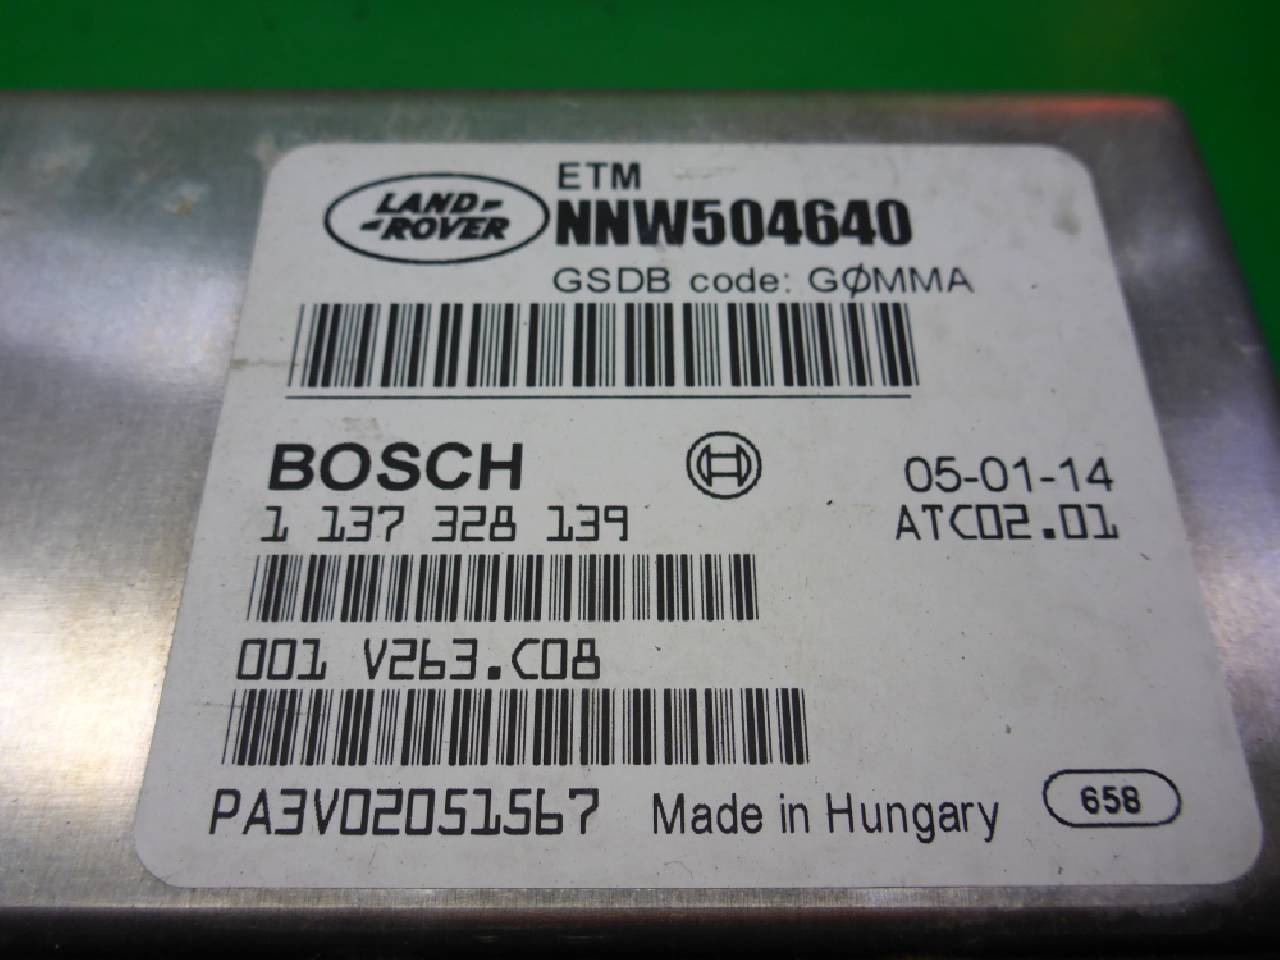 ETM
LAND-
-ROVER
NNW504640
GSDB code: GØMMA
BOSCH
05-01-14
1 137 328 139
ATC02.01
001 V263.C08
PA3V02051567
Made in Hungary
658